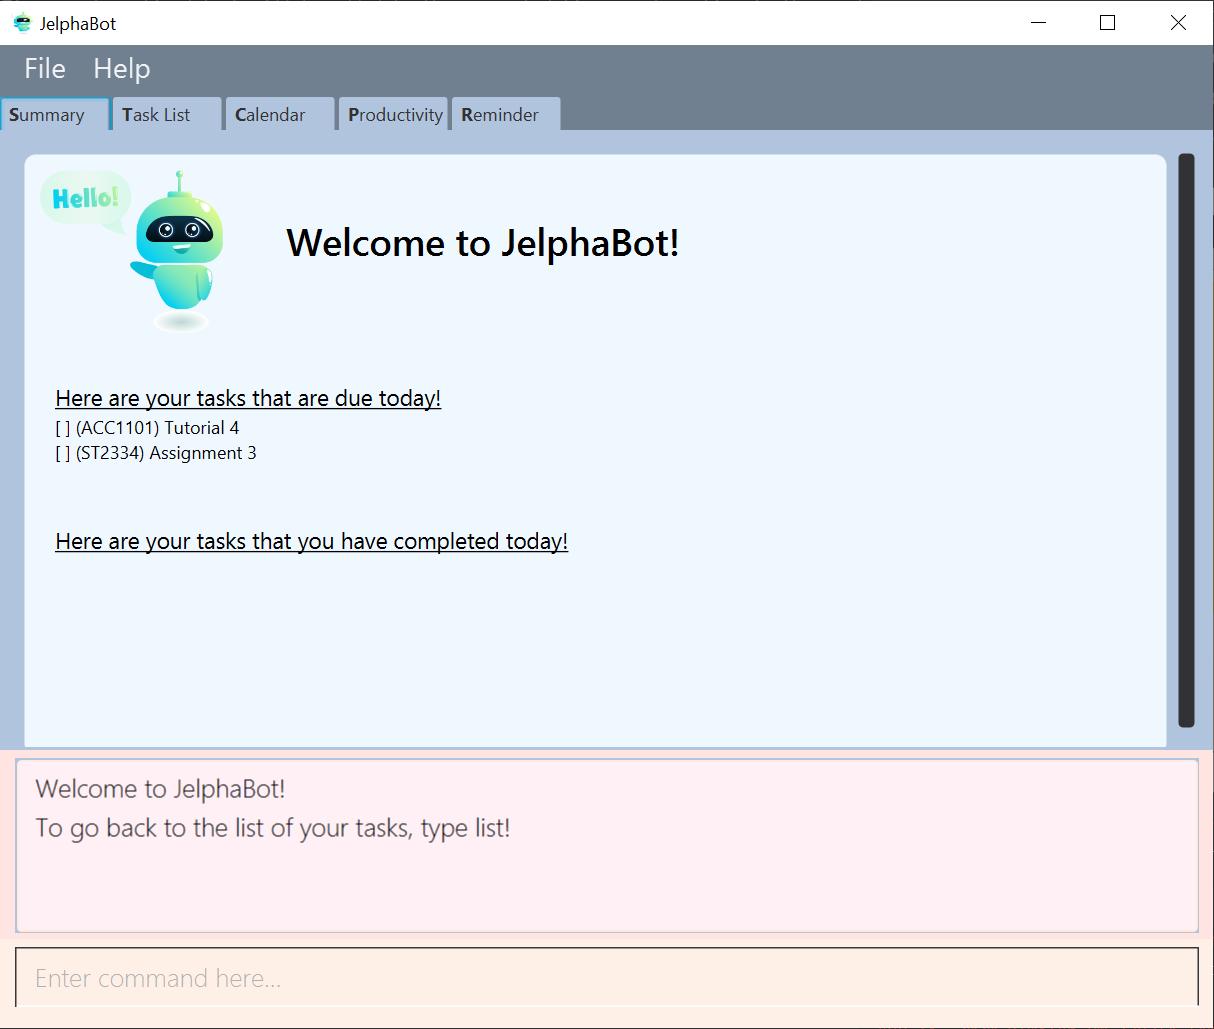 JelphaBot
File Help
Summary Task List Calendar Productivity Reminder
Hello!
Welcome to JelphaBot!
Here are your tasks that are due today!
[ ] (ACC1101) Tutorial 4
[ ] (ST2334) Assignment 3
Here are your tasks that you have completed today!
Welcome to JelphaBot!
To go back to the list of your tasks, type list!
Enter command here...